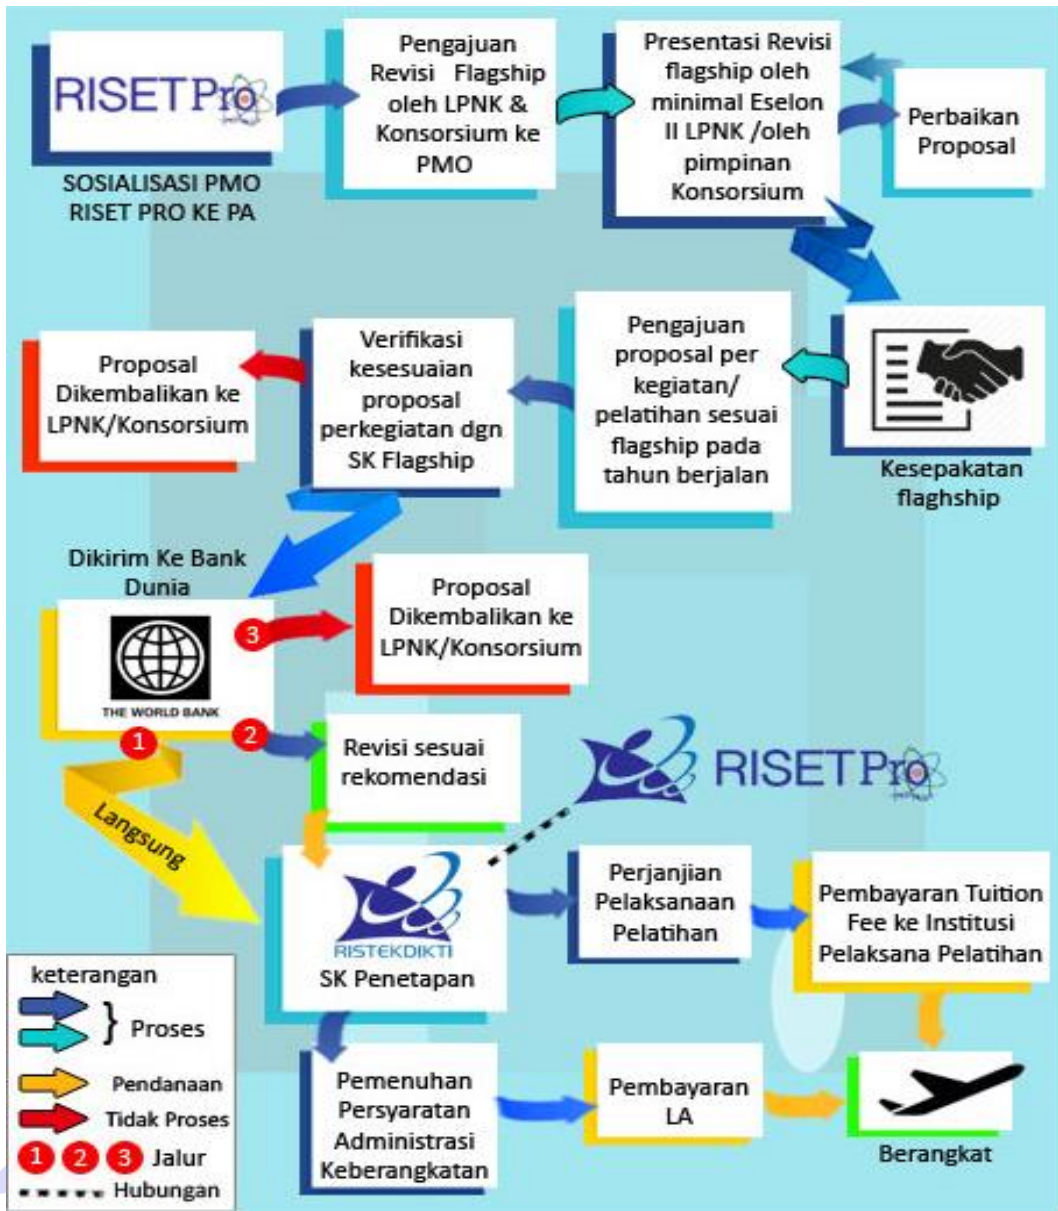 RISETPro
SOSIALISASI PMO
RISET PRO KE PA
Pengajuan
Revisi Flagship
oleh LPNK &
Konsorsium ke
PMO
Presentasi Revisi
flagship oleh
minimal Eselon
II LPNK /oleh
pimpinan
Konsorsium
Perbaikan
Proposal
Kesepakatan
flaghship
Pengajuan
proposal per
kegiatan/
pelatihan sesuai
flagship pada
tahun berjalan
Verifikasi
kesesuaian
proposal
perkegiatan dgn
SK Flagship
Proposal
Dikembalikan ke
LPNK/Konsorsium
Dikirim Ke Bank
Dunia
THE WORLD BANK
1
2
3
Proposal
Dikembalikan ke
LPNK/Konsorsium
Revisi sesuai
rekomendasi
Langsung
RISETPro
RISTEKDIKTI
SK Penetapan
Perjanjian
Pelaksanaan
Pelatihan
Pembayaran Tuition
Fee ke Institusi
Pelaksana Pelatihan
Pemenuhan
Persyaratan
Administrasi
Keberangkatan
Pembayaran
LA
Berangkat
keterangan
} Proses
Pendanaan
Tidak Proses
1 2 3 Jalur
Hubungan